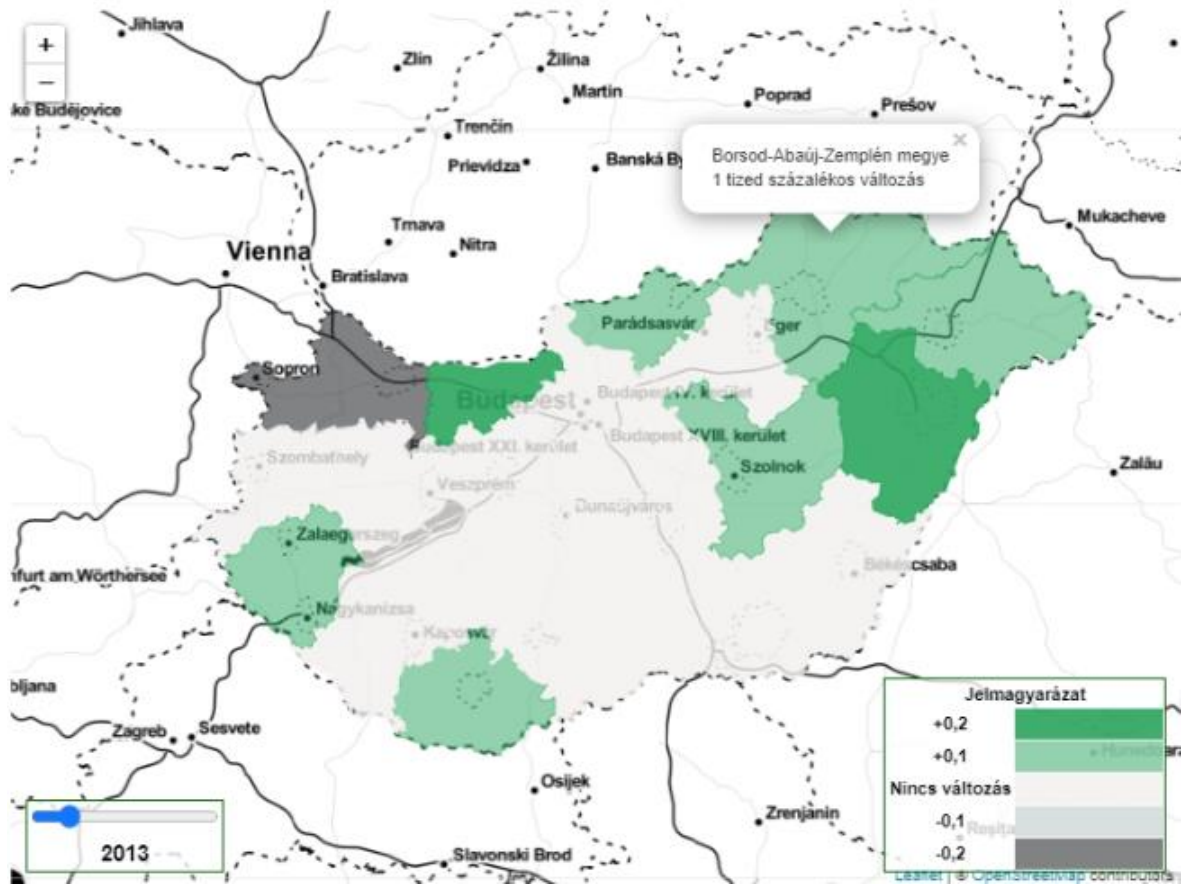 Jihlava
+
−
ké Budějovice
Zlín
Žilina
Martin
Poprad
Prešov
Trenčín
Prievidza
Banská By
Borsod-Abaúj-Zemplén megye
1 tized százalékos változás
×
Mukacheve
Trnava
Nitra
Vienna
Bratislava
Parádsasvár
Eger
Sopron
Budapest
Budapest IV. kerület
Budapest XVIII. kerület
Budapest XXI. kerület
Szombathely
Szolnok
Zalău
Veszprém
Dunaújváros
Zalaegerszeg
Békéscsaba
nfurt am Wörthersee
Nagykanizsa
Kaposvár
bljana
Zagreb
Sesvete
Osijek
Zrenjanin
Slavonski Brod
2013
Jelmagyarázat
+0,2
+0,1
Hunedoara
Nincs változás
-0,1
Reșița
-0,2
Leaflet | © OpenStreetMap contributors